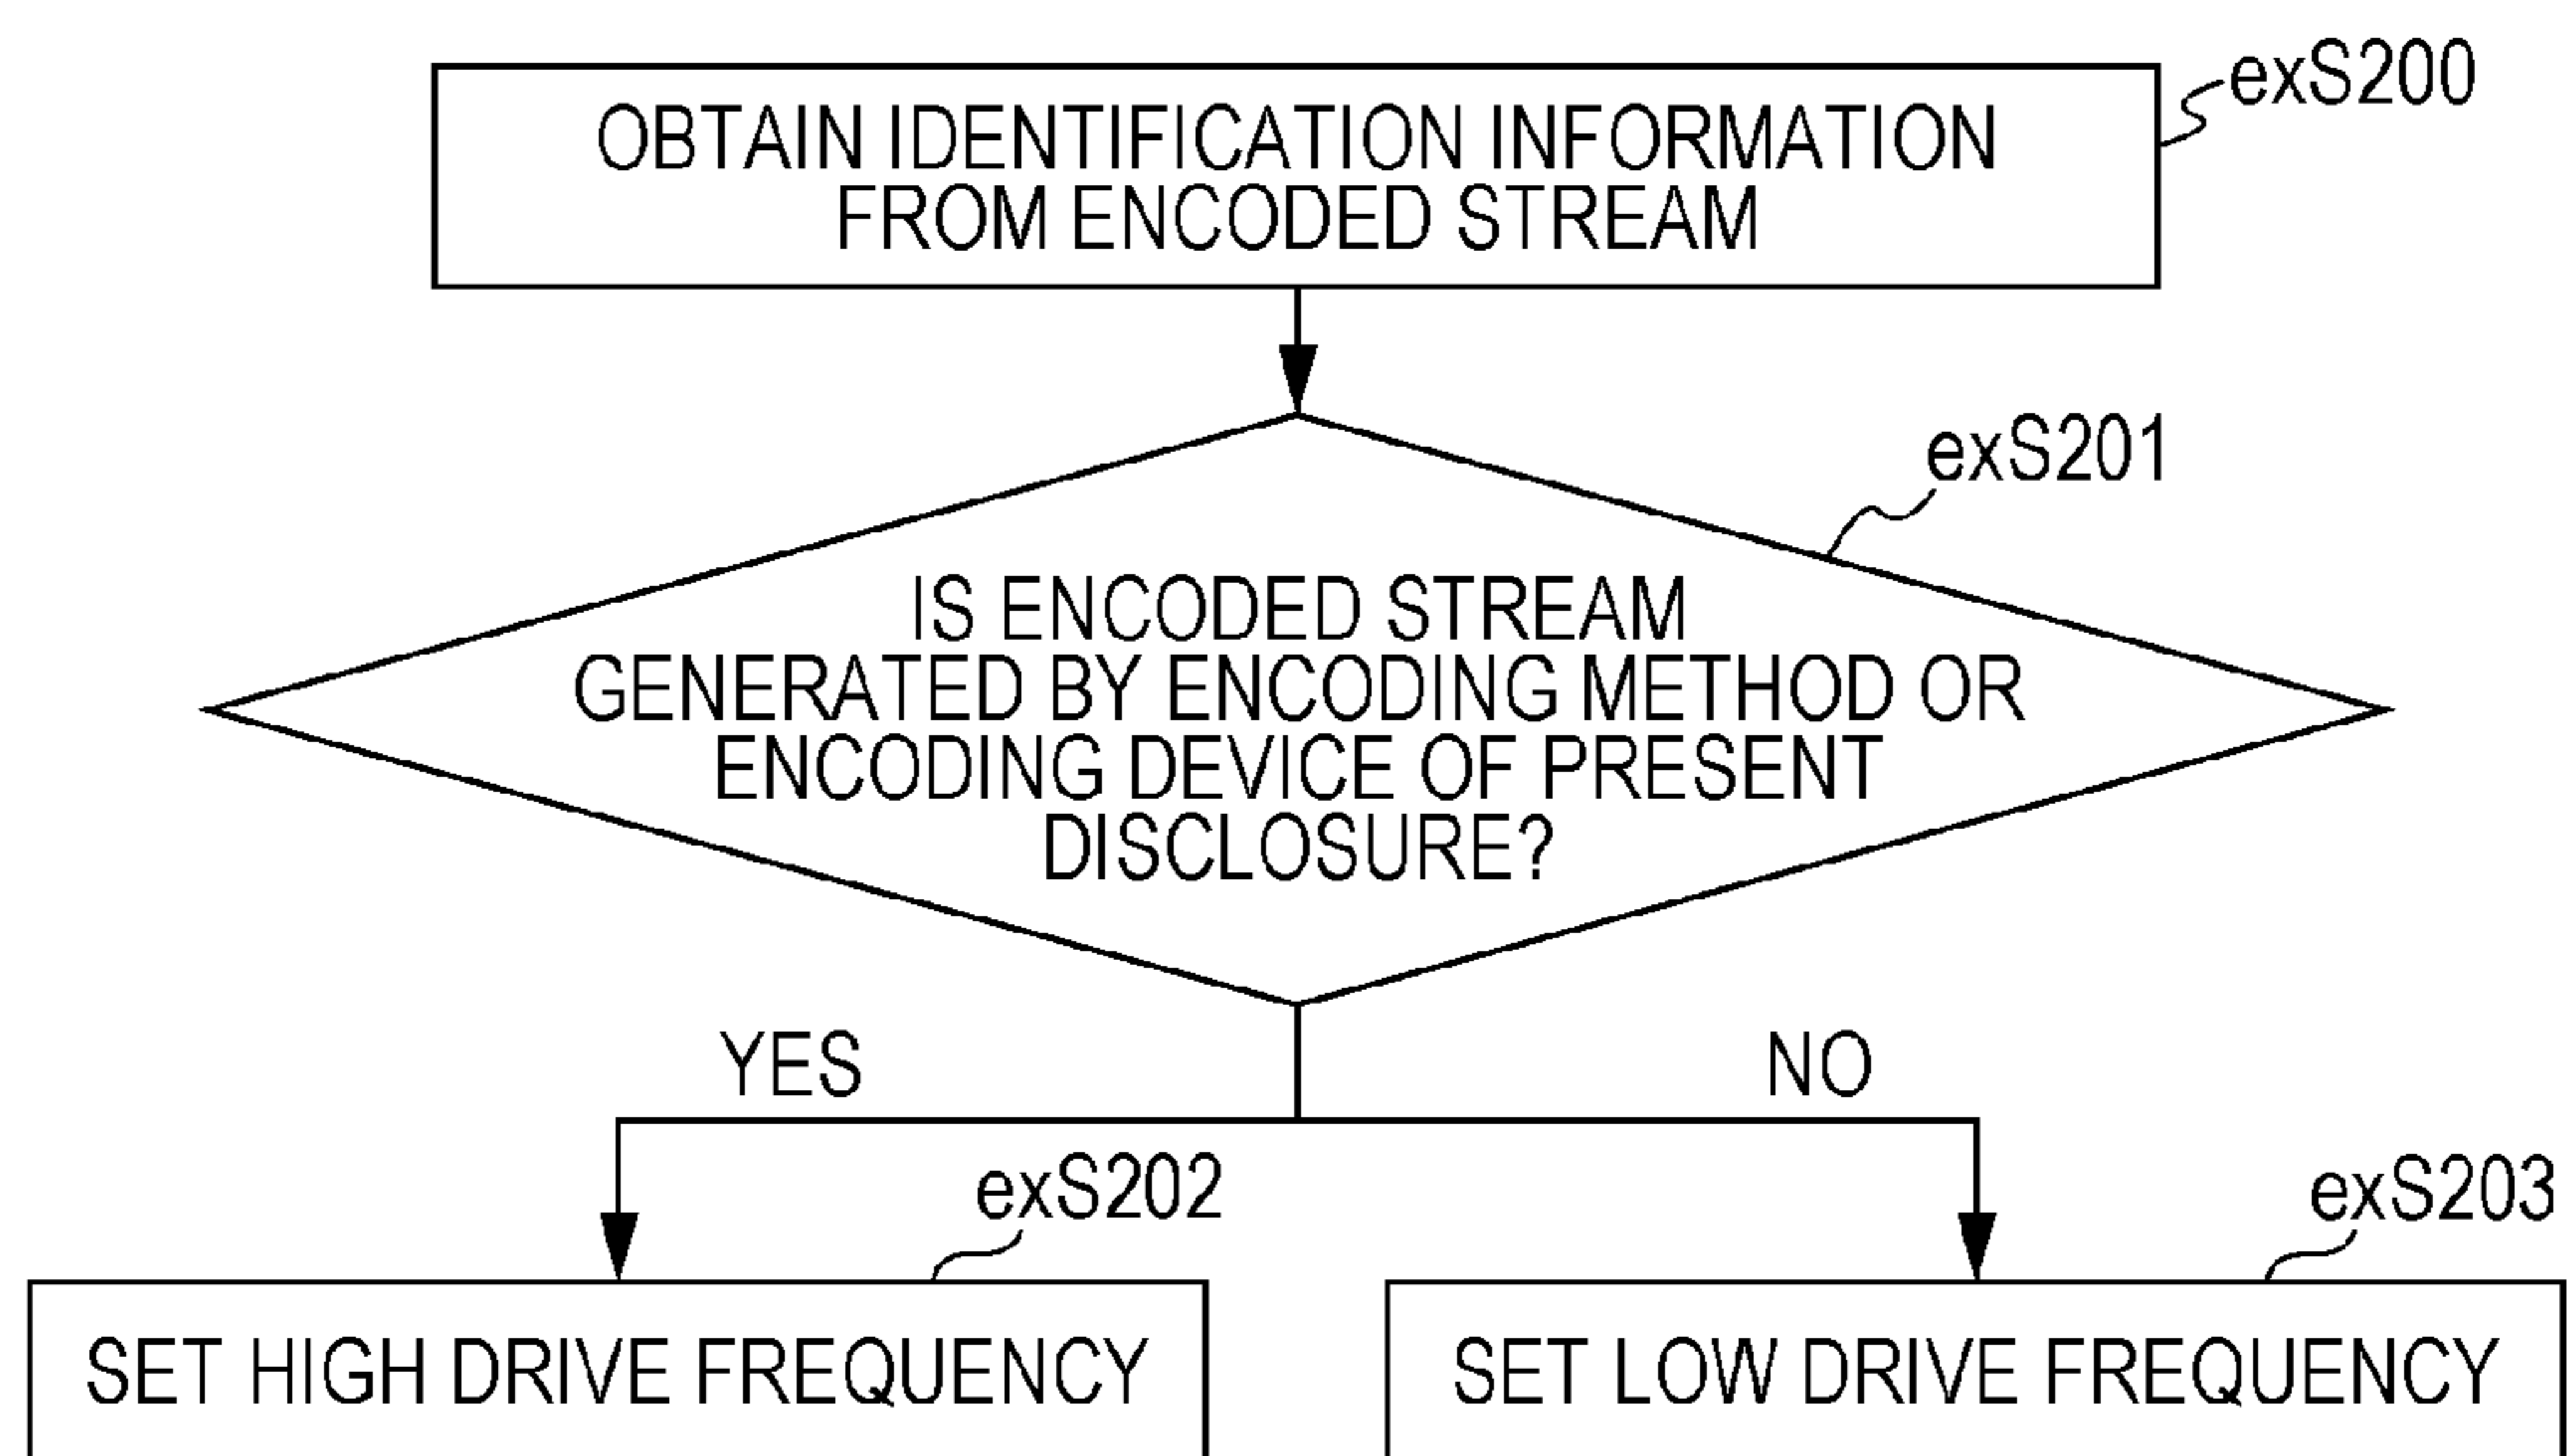 exS200
OBTAIN IDENTIFICATION INFORMATION
FROM ENCODED STREAM
exS201
IS ENCODED STREAM
GENERATED BY ENCODING METHOD OR
ENCODING DEVICE OF PRESENT
DISCLOSURE?
YES
NO
exS202
exS203
SET HIGH DRIVE FREQUENCY
SET LOW DRIVE FREQUENCY